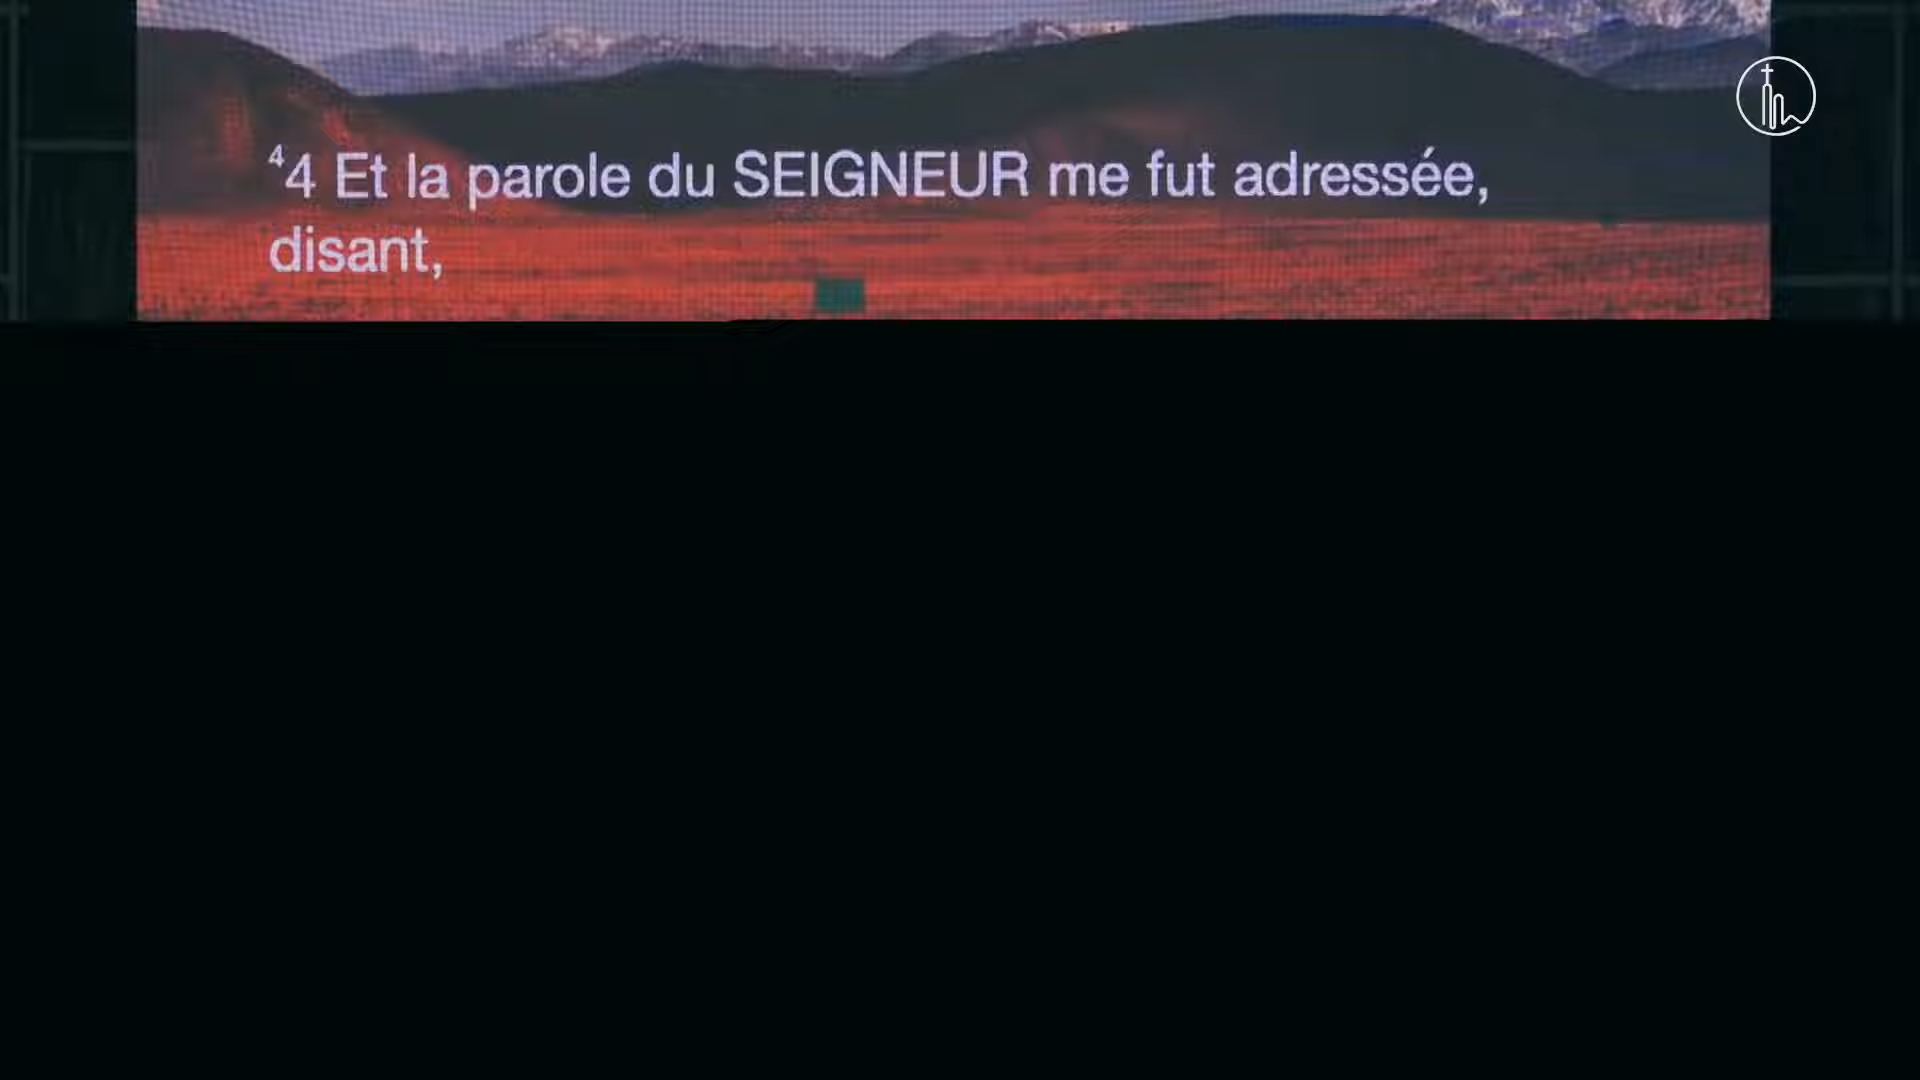 ⁴4 Et la parole du SEIGNEUR me fut adressée,
disant,